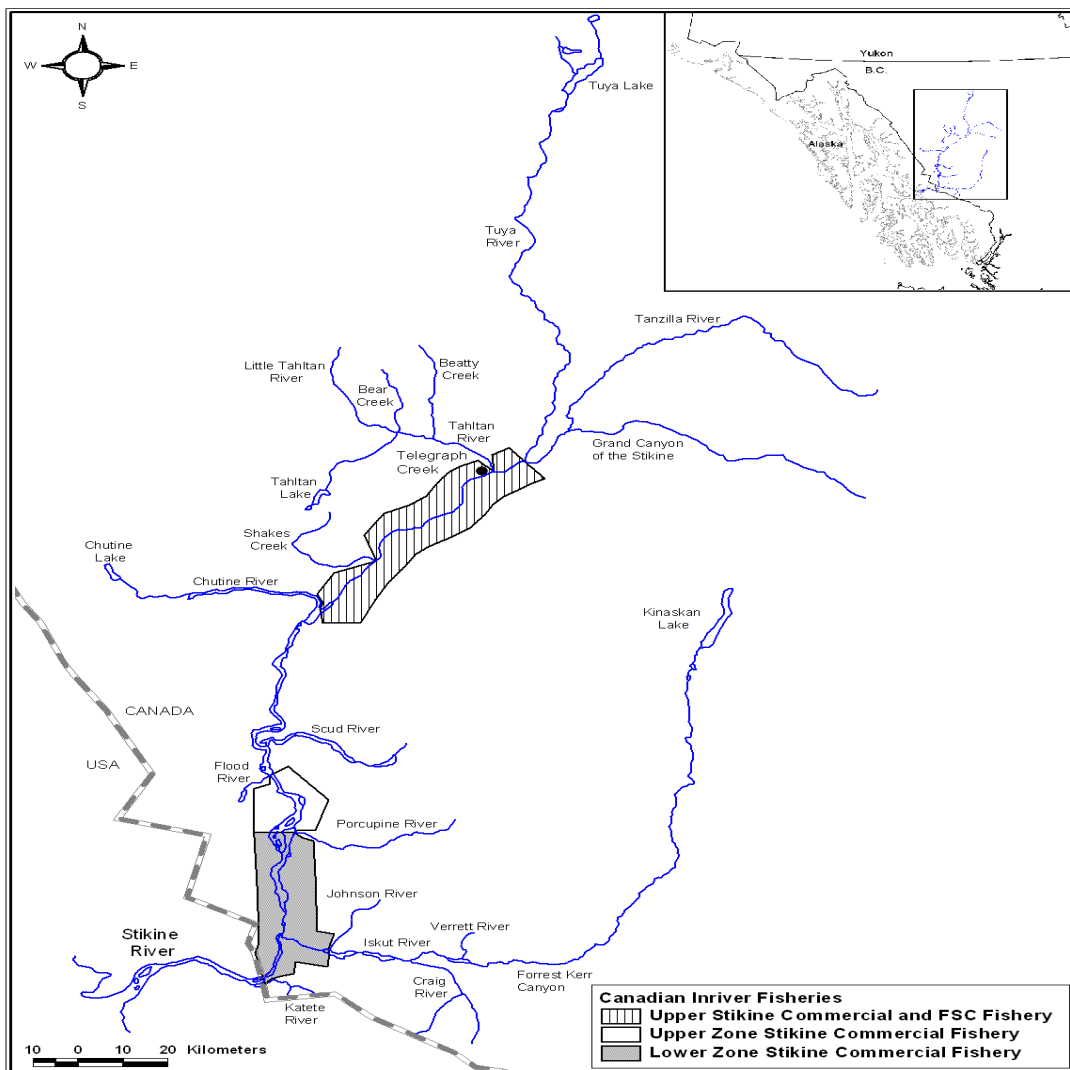 N
W
E
S
Tuya Lake
Yukon
B.C.
Alaska
Tuya
River
Tanzilla River
Little Tahltan
River
Beatty
Creek
Bear
Creek
Tahltan
River
Telegraph
Creek
Grand Canyon
of the Stikine
Tahltan
Lake
Shakes
Creek
Chutine
Lake
Chutine River
Kinaskan
Lake
CANADA
USA
Scud River
Flood
River
Porcupine River
Johnson River
Verrett River
Stikine
River
Iskut River
Forrest Kerr
Canyon
Craig
River
Katete
River
Canadian Inriver Fisheries
Upper Stikine Commercial and FSC Fishery
Upper Zone Stikine Commercial Fishery
Lower Zone Stikine Commercial Fishery
10 0 10 20 Kilometers